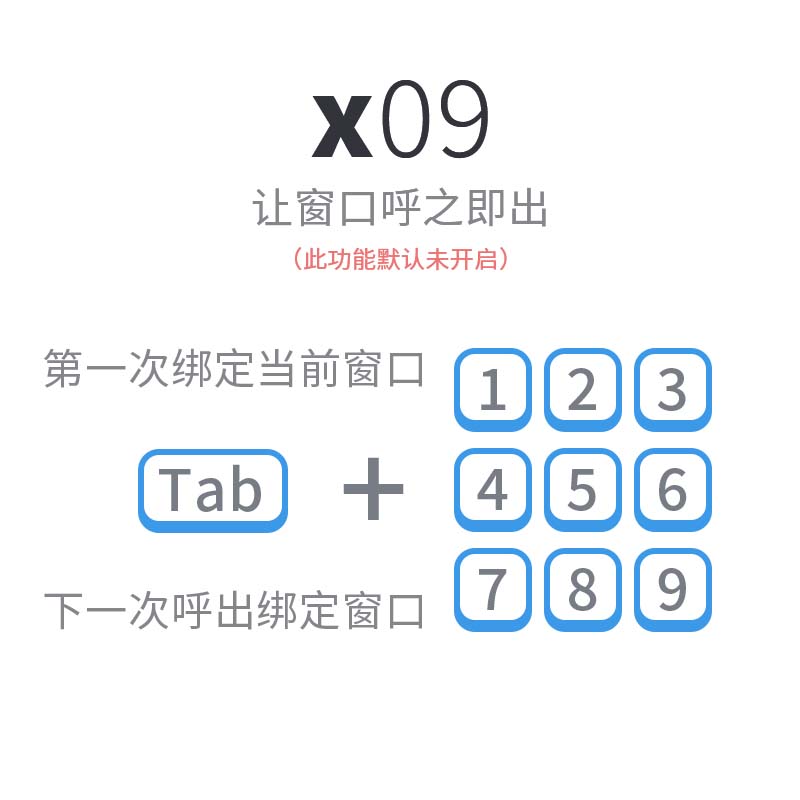 x09
让窗口呼之即出
（此功能默认未开启）
第一次绑定当前窗口
1 2 3
Tab + 4 5 6
7 8 9
下一次呼出绑定窗口